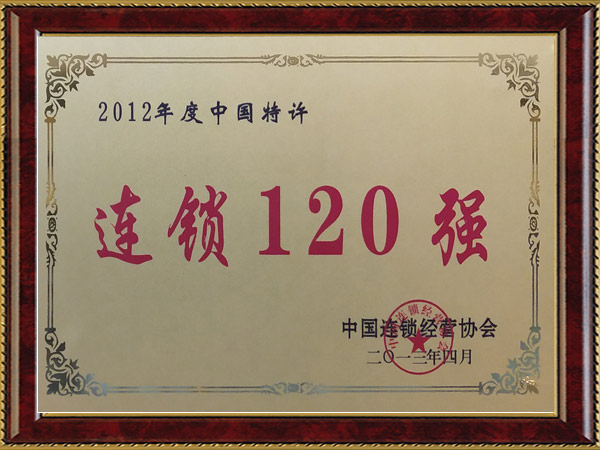 2012年度中国特许
连锁120强
中国连锁经营协会
二〇一三年四月